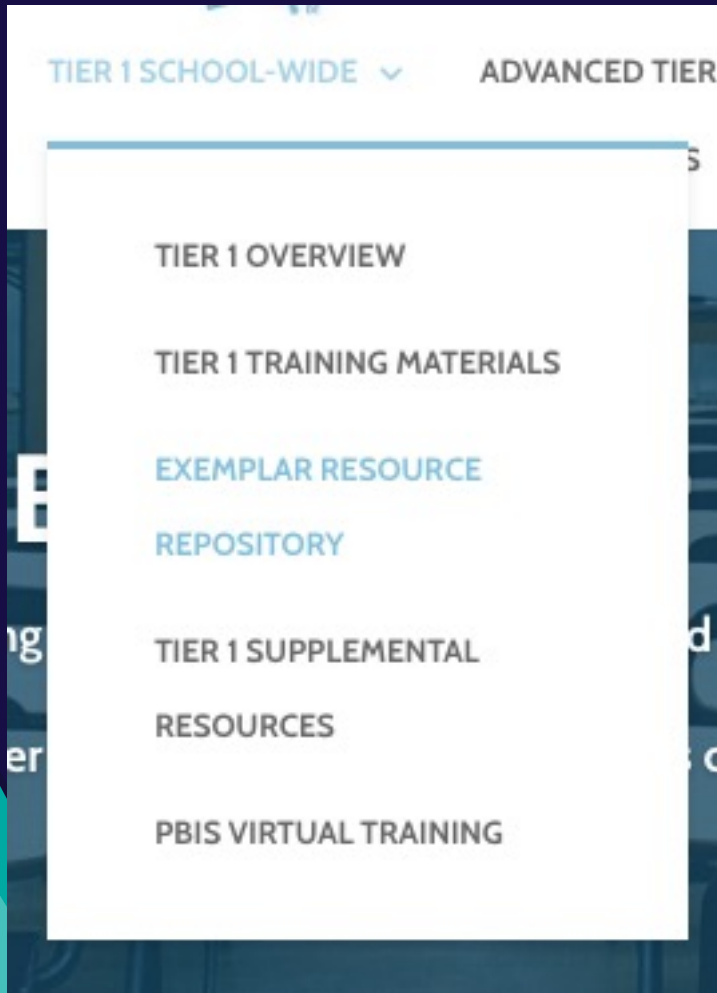 TIER 1 SCHOOL-WIDE
ADVANCED TIER
TIER 1 OVERVIEW
TIER 1 TRAINING MATERIALS
EXEMPLAR RESOURCE
REPOSITORY
TIER 1 SUPPLEMENTAL
RESOURCES
PBIS VIRTUAL TRAINING